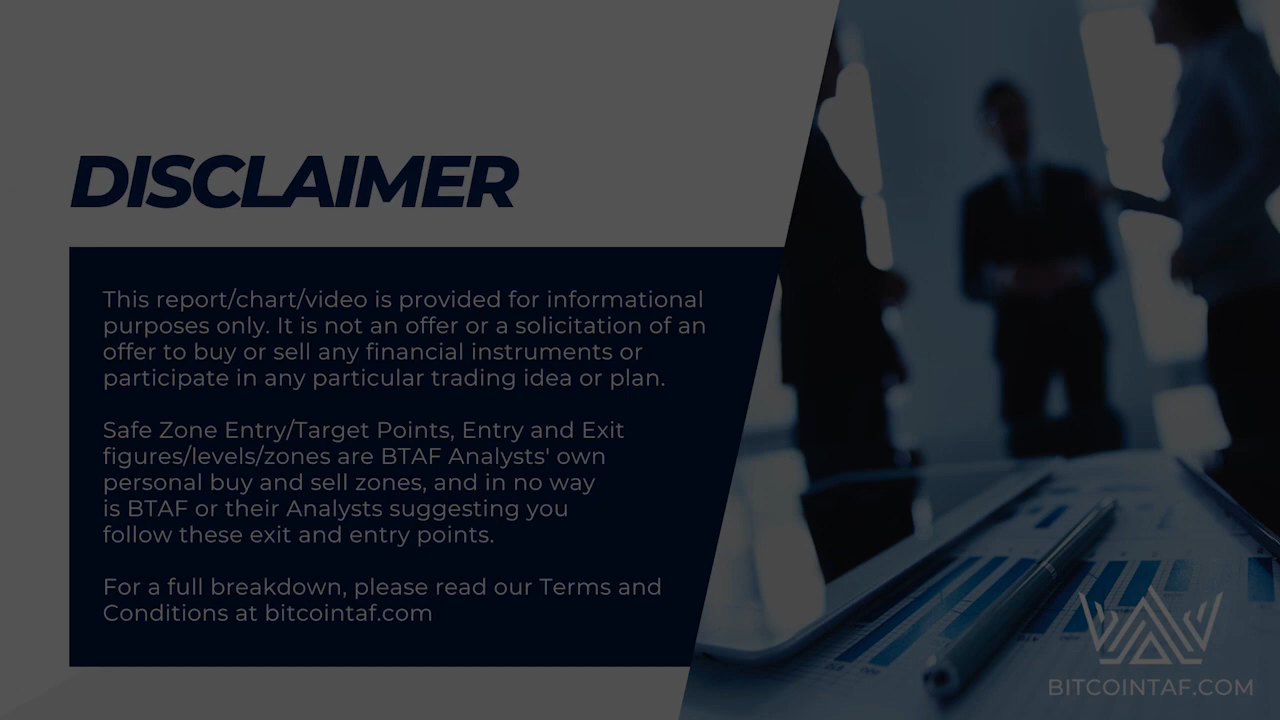 DISCLAIMER
This report/chart/video is provided for informational
purposes only. It is not an offer or a solicitation of an
offer to buy or sell any financial instruments or
participate in any particular trading idea or plan.
Safe Zone Entry/Target Points, Entry and Exit
figures/levels/zones are BTAF Analysts' own
personal buy and sell zones, and in no way
is BTAF or their Analysts suggesting you
follow these exit and entry points.
For a full breakdown, please read our Terms and
Conditions at bitcointaf.com
BITCOINTAF.COM